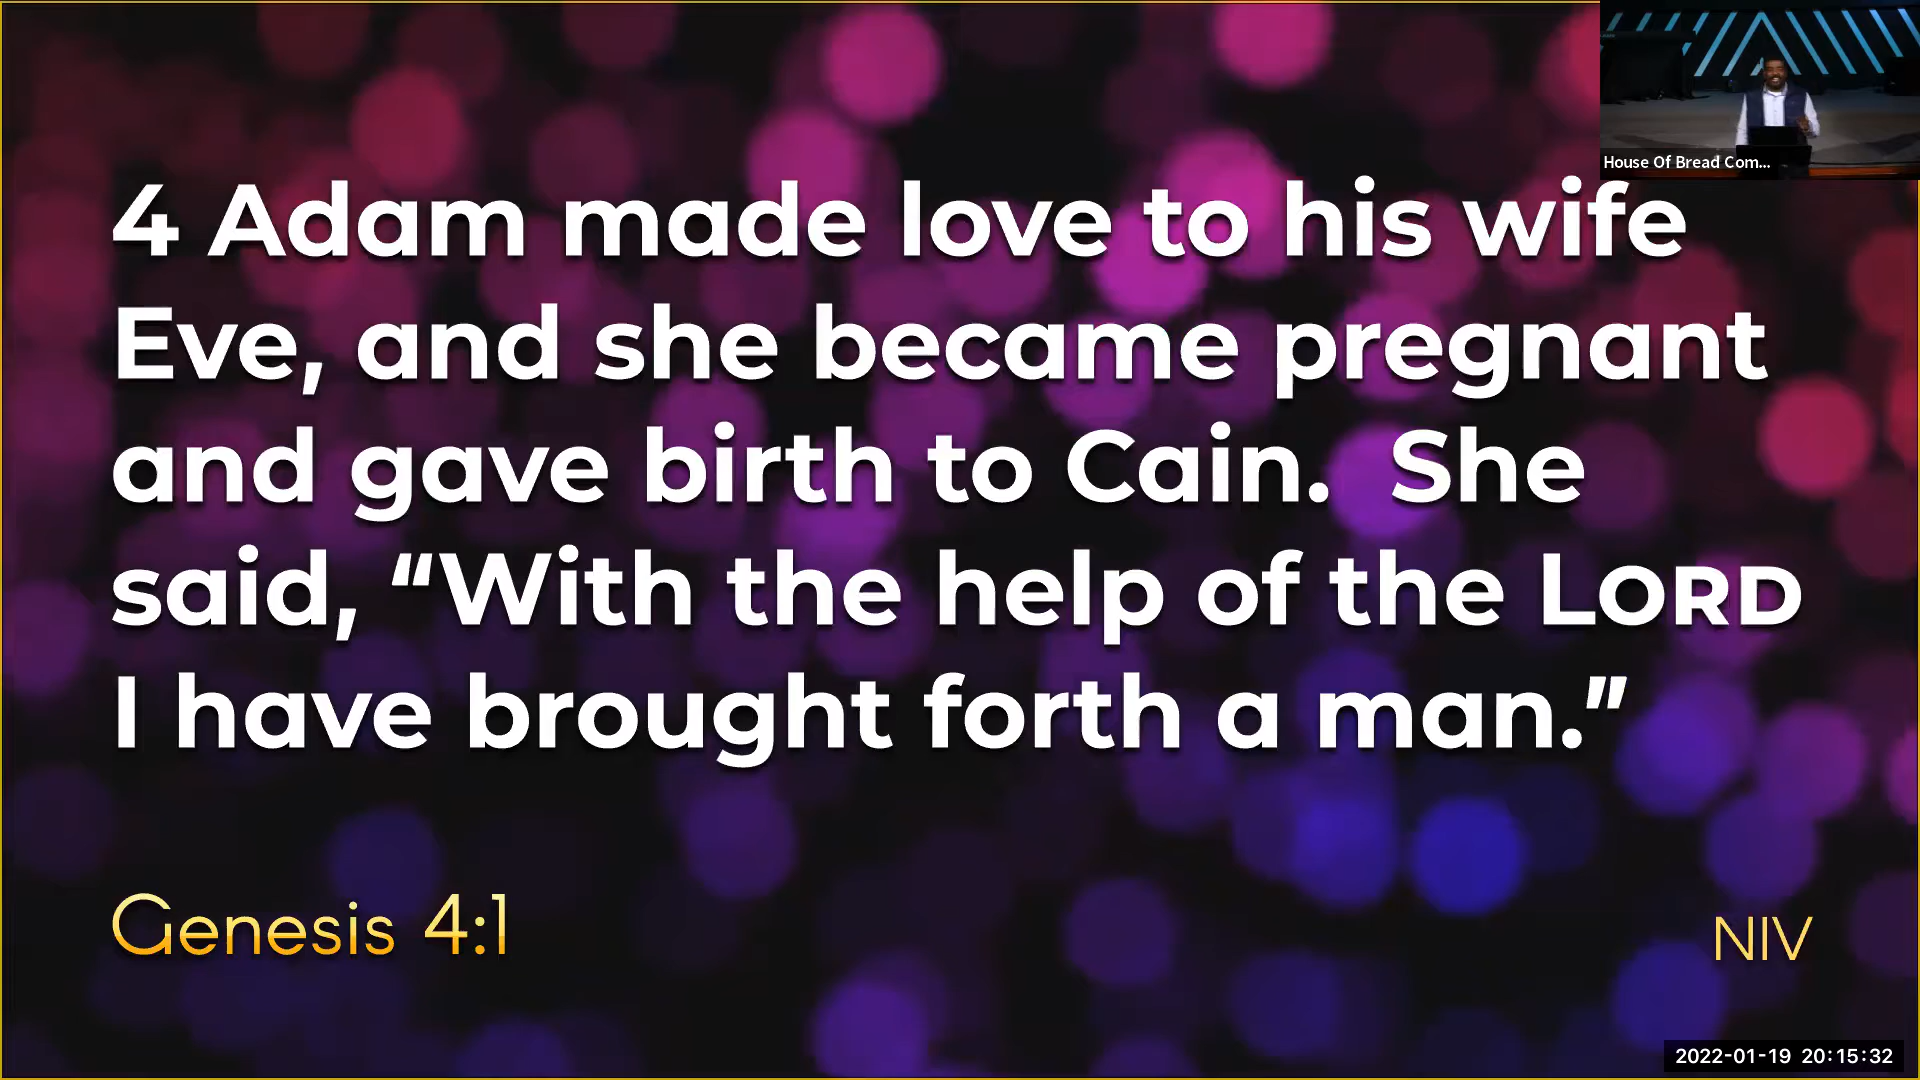 House Of Bread Com...
4 Adam made love to his wife
Eve, and she became pregnant
and gave birth to Cain.  She
said, “With the help of the LORD
I have brought forth a man.”
Genesis 4:1
NIV
2022-01-19 20:15:32